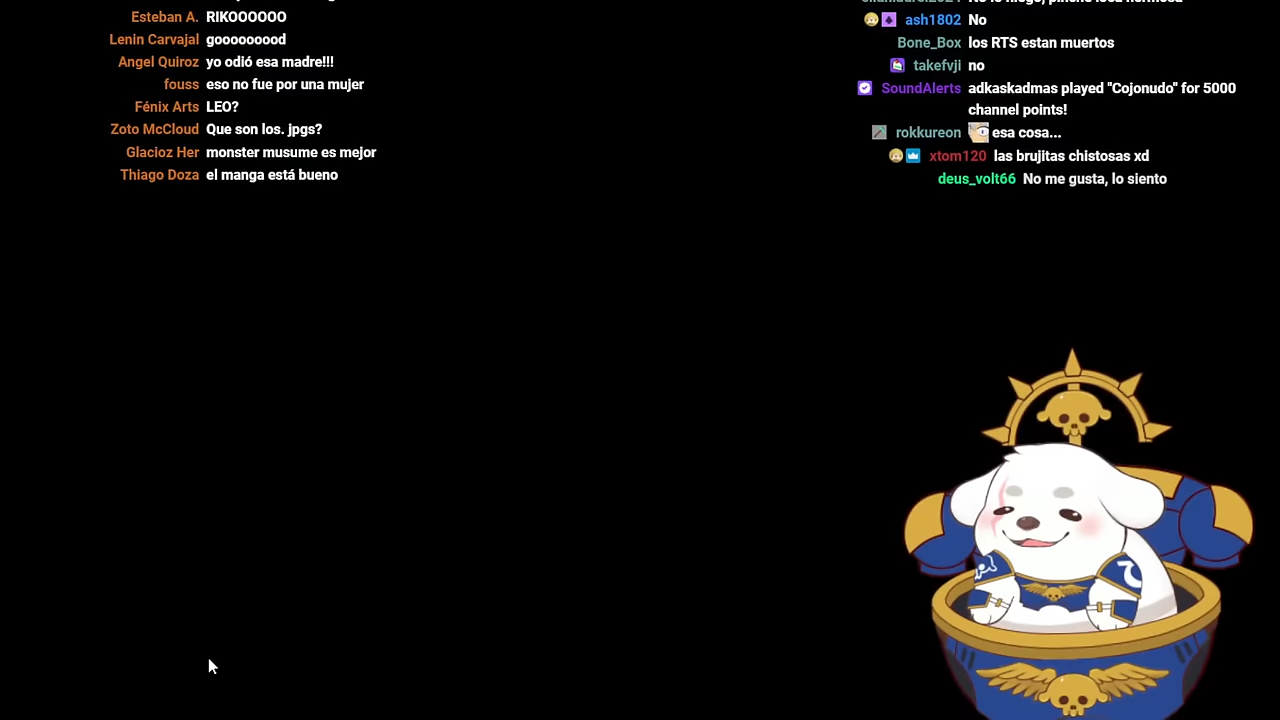 Esteban A. RIKOOOOOO
Lenin Carvajal gooooooood
Angel Quiroz yo odió esa madre!!!
fouss eso no fue por una mujer
Fénix Arts LEO?
Zoto McCloud Que son los. jpgs?
Glacioz Her monster musume es mejor
Thiago Doza el manga está bueno
ash1802 No
Bone_Box los RTS estan muertos
takefvji no
SoundAlerts adkaskadmas played "Cojonudo" for 5000
channel points!
rokkureon esa cosa...
xtom120 las brujitas chistosas xd
deus_volt66 No me gusta, lo siento